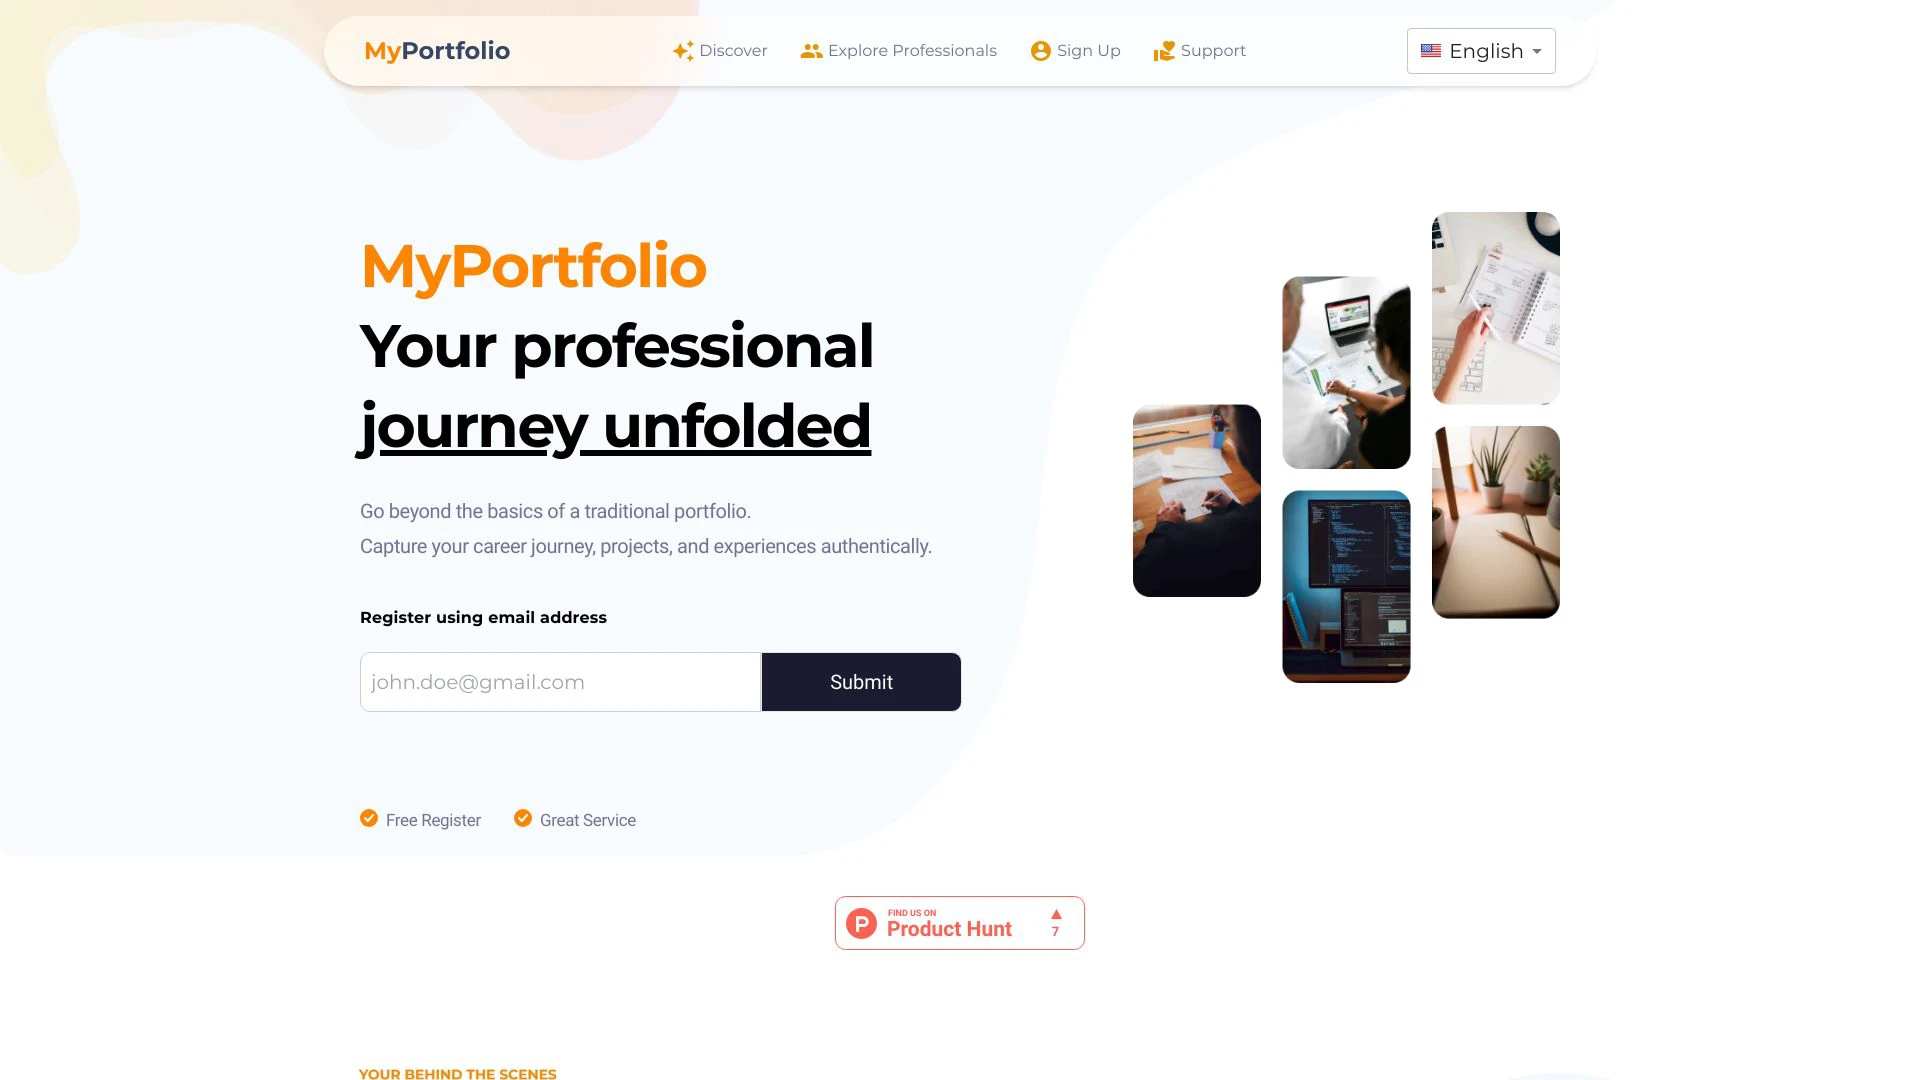 MyPortfolio
Discover
Explore Professionals
Sign Up
Support
English
MyPortfolio
Your professional
journey unfolded
Go beyond the basics of a traditional portfolio.
Capture your career journey, projects, and experiences authentically.
Register using email address
john.doe@gmail.com
Submit
Free Register
Great Service
FIND US ON
Product Hunt
7
YOUR BEHIND THE SCENES